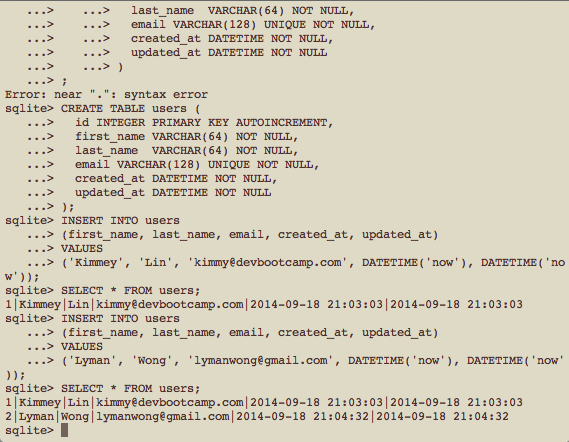 ...> ...> last_name VARCHAR(64) NOT NULL,
...> ...> email VARCHAR(128) UNIQUE NOT NULL,
...> ...> created_at DATETIME NOT NULL,
...> ...> updated_at DATETIME NOT NULL
...> ...> )
...> ;
Error: near ".": syntax error
sqlite> CREATE TABLE users (
...> id INTEGER PRIMARY KEY AUTOINCREMENT,
...> first_name VARCHAR(64) NOT NULL,
...> last_name  VARCHAR(64) NOT NULL,
...> email VARCHAR(128) UNIQUE NOT NULL,
...> created_at DATETIME NOT NULL,
...> updated_at DATETIME NOT NULL
...> );
sqlite> INSERT INTO users
...> (first_name, last_name, email, created_at, updated_at)
...> VALUES
...> ('Kimmey', 'Lin', 'kimmy@devbootcamp.com', DATETIME('now'), DATETIME('no
w'));
sqlite> SELECT * FROM users;
1|Kimmey|Lin|kimmy@devbootcamp.com|2014-09-18 21:03:03|2014-09-18 21:03:03
sqlite> INSERT INTO users
...> (first_name, last_name, email, created_at, updated_at)
...> VALUES
...> ('Lyman', 'Wong', 'lymanwong@gmail.com', DATETIME('now'), DATETIME('now'
));
sqlite> SELECT * FROM users;
1|Kimmey|Lin|kimmy@devbootcamp.com|2014-09-18 21:03:03|2014-09-18 21:03:03
2|Lyman|Wong|lymanwong@gmail.com|2014-09-18 21:04:32|2014-09-18 21:04:32
sqlite>